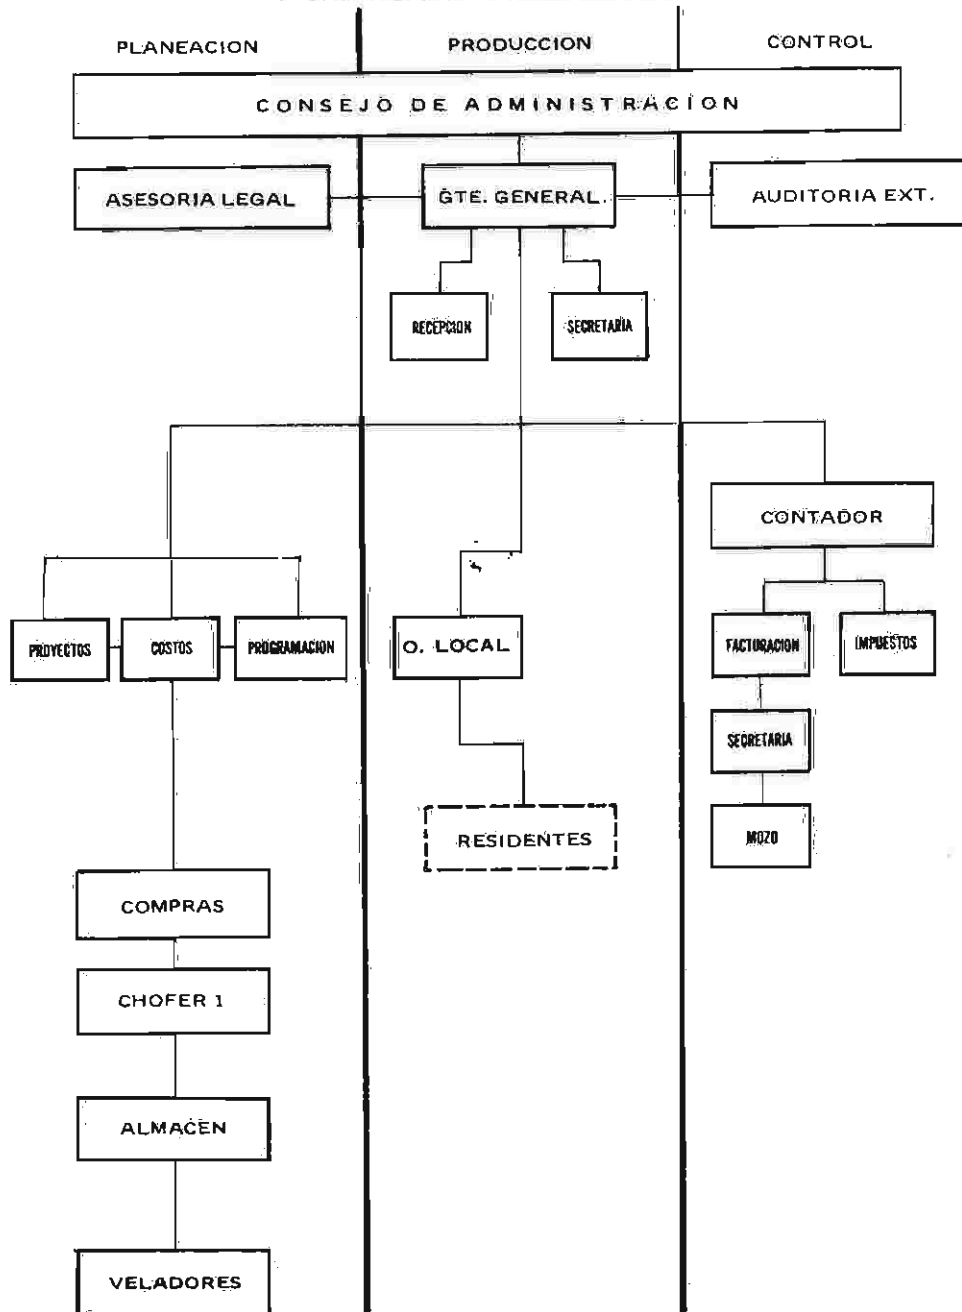 PLANEACION
PRODUCCION
CONTROL
CONSEJO DE ADMINISTRACION
ASESORIA LEGAL
GTE. GENERAL.
AUDITORIA EXT.
RECEPCION
SECRETARIA
CONTADOR
PROYECTOS
COSTOS
PROGRAMACION
O. LOCAL
FACTURACION
IMPUESTOS
SECRETARIA
RESIDENTES
MOZO
COMPRAS
CHOFER 1
ALMACEN
VELADORES